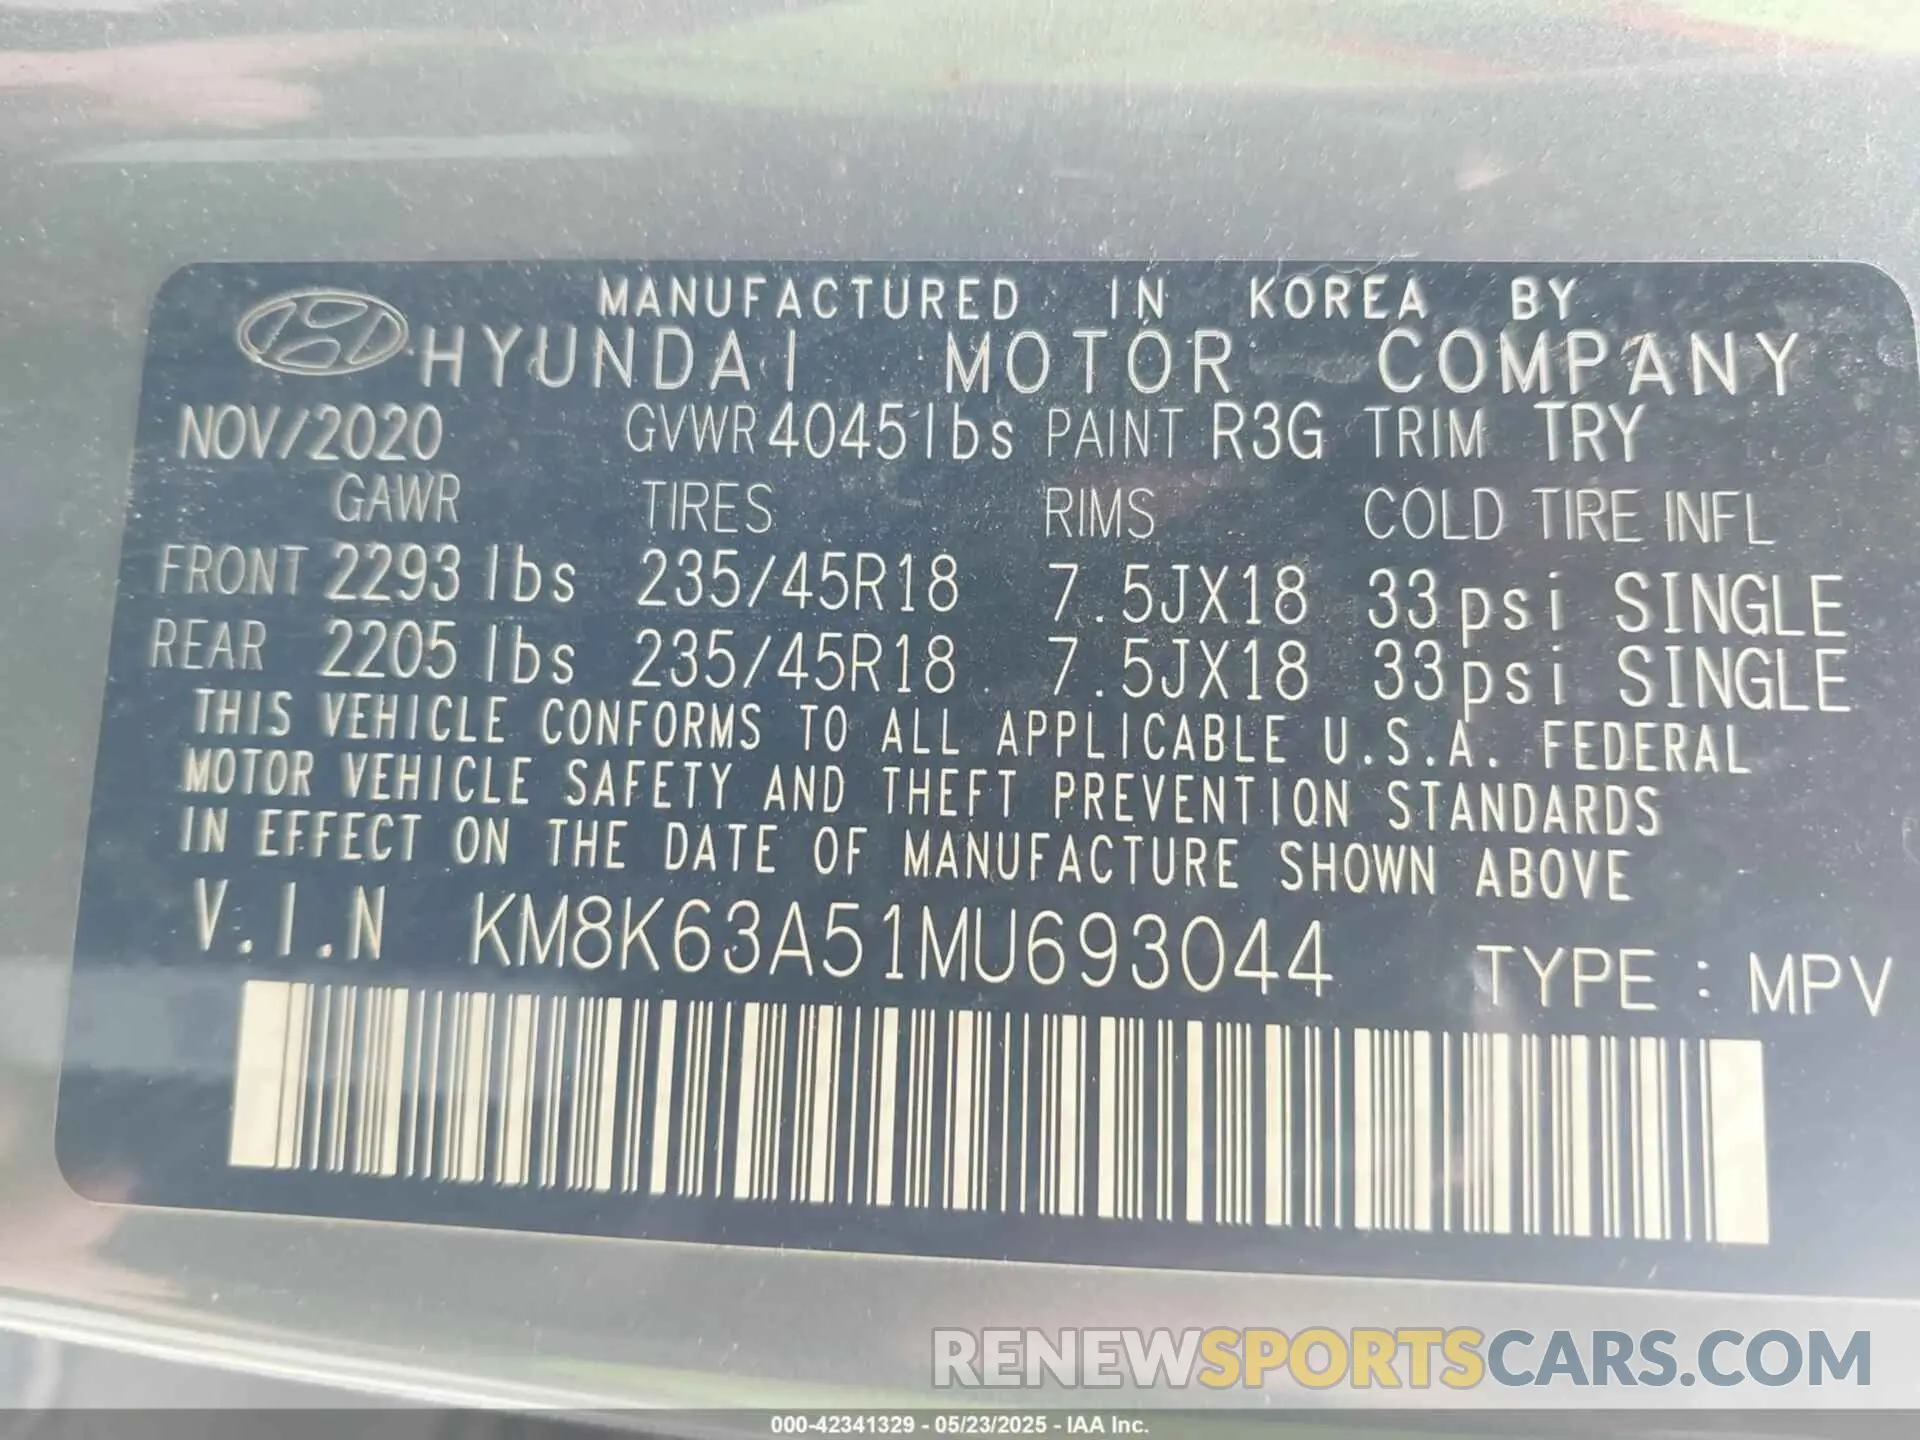 MANUFACTURED IN KOREA BY
HYUNDAI MOTOR COMPANY
NOV/2020 GVWR 4045lbs PAINT R3G TRIM TRY
GAWR TIRES RIMS COLD TIRE INFL
FRONT 2293 lbs 235/45R18 7.5JX18 33psi SINGLE
REAR 2205 lbs 235/45R18 7.5JX18 33psi SINGLE
THIS VEHICLE CONFORMS TO ALL APPLICABLE U.S.A. FEDERAL
MOTOR VEHICLE SAFETY AND THEFT PREVENTION STANDARDS
IN EFFECT ON THE DATE OF MANUFACTURE SHOWN ABOVE
V.I.N KM8K63A51MU693044 TYPE : MPV
RENEWSPORTSCARS.COM
000-42341329 - 05/23/2025 - IAA Inc.